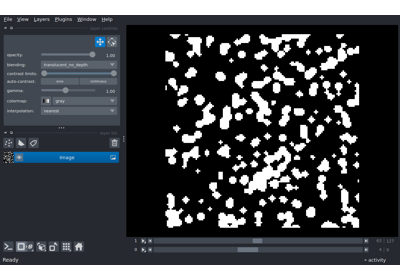 File View Layers Plugins Window Help
opacity: 1.00
blending: translucent_no_depth
contrast limits:
auto-contrast: once continuous
gamma: 1.00
colormap: gray
interpolation: nearest
Image
1
0
Ready activity